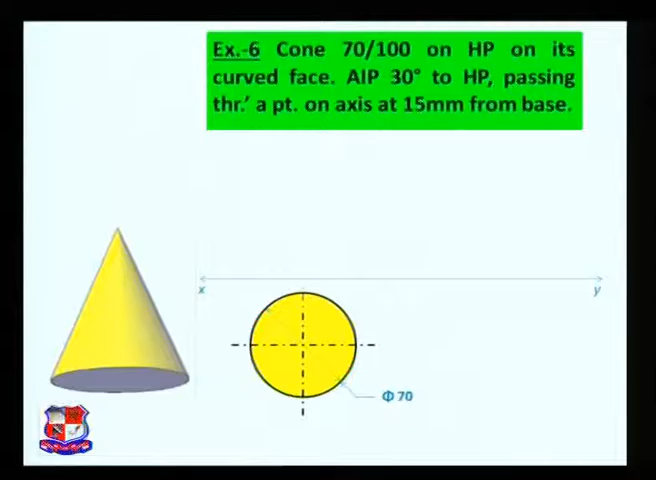 Ex.-6 Cone 70/100 on HP on its
curved face. AIP 30° to HP, passing
thr.’ a pt. on axis at 15mm from base.
x
y
Φ 70